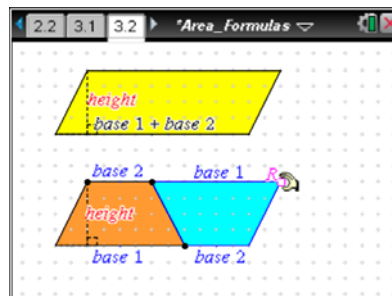 2.2 3.1 3.2 *Area_Formulas
height
base 1 + base 2
base 2 base 1 R
height
base 1 base 2